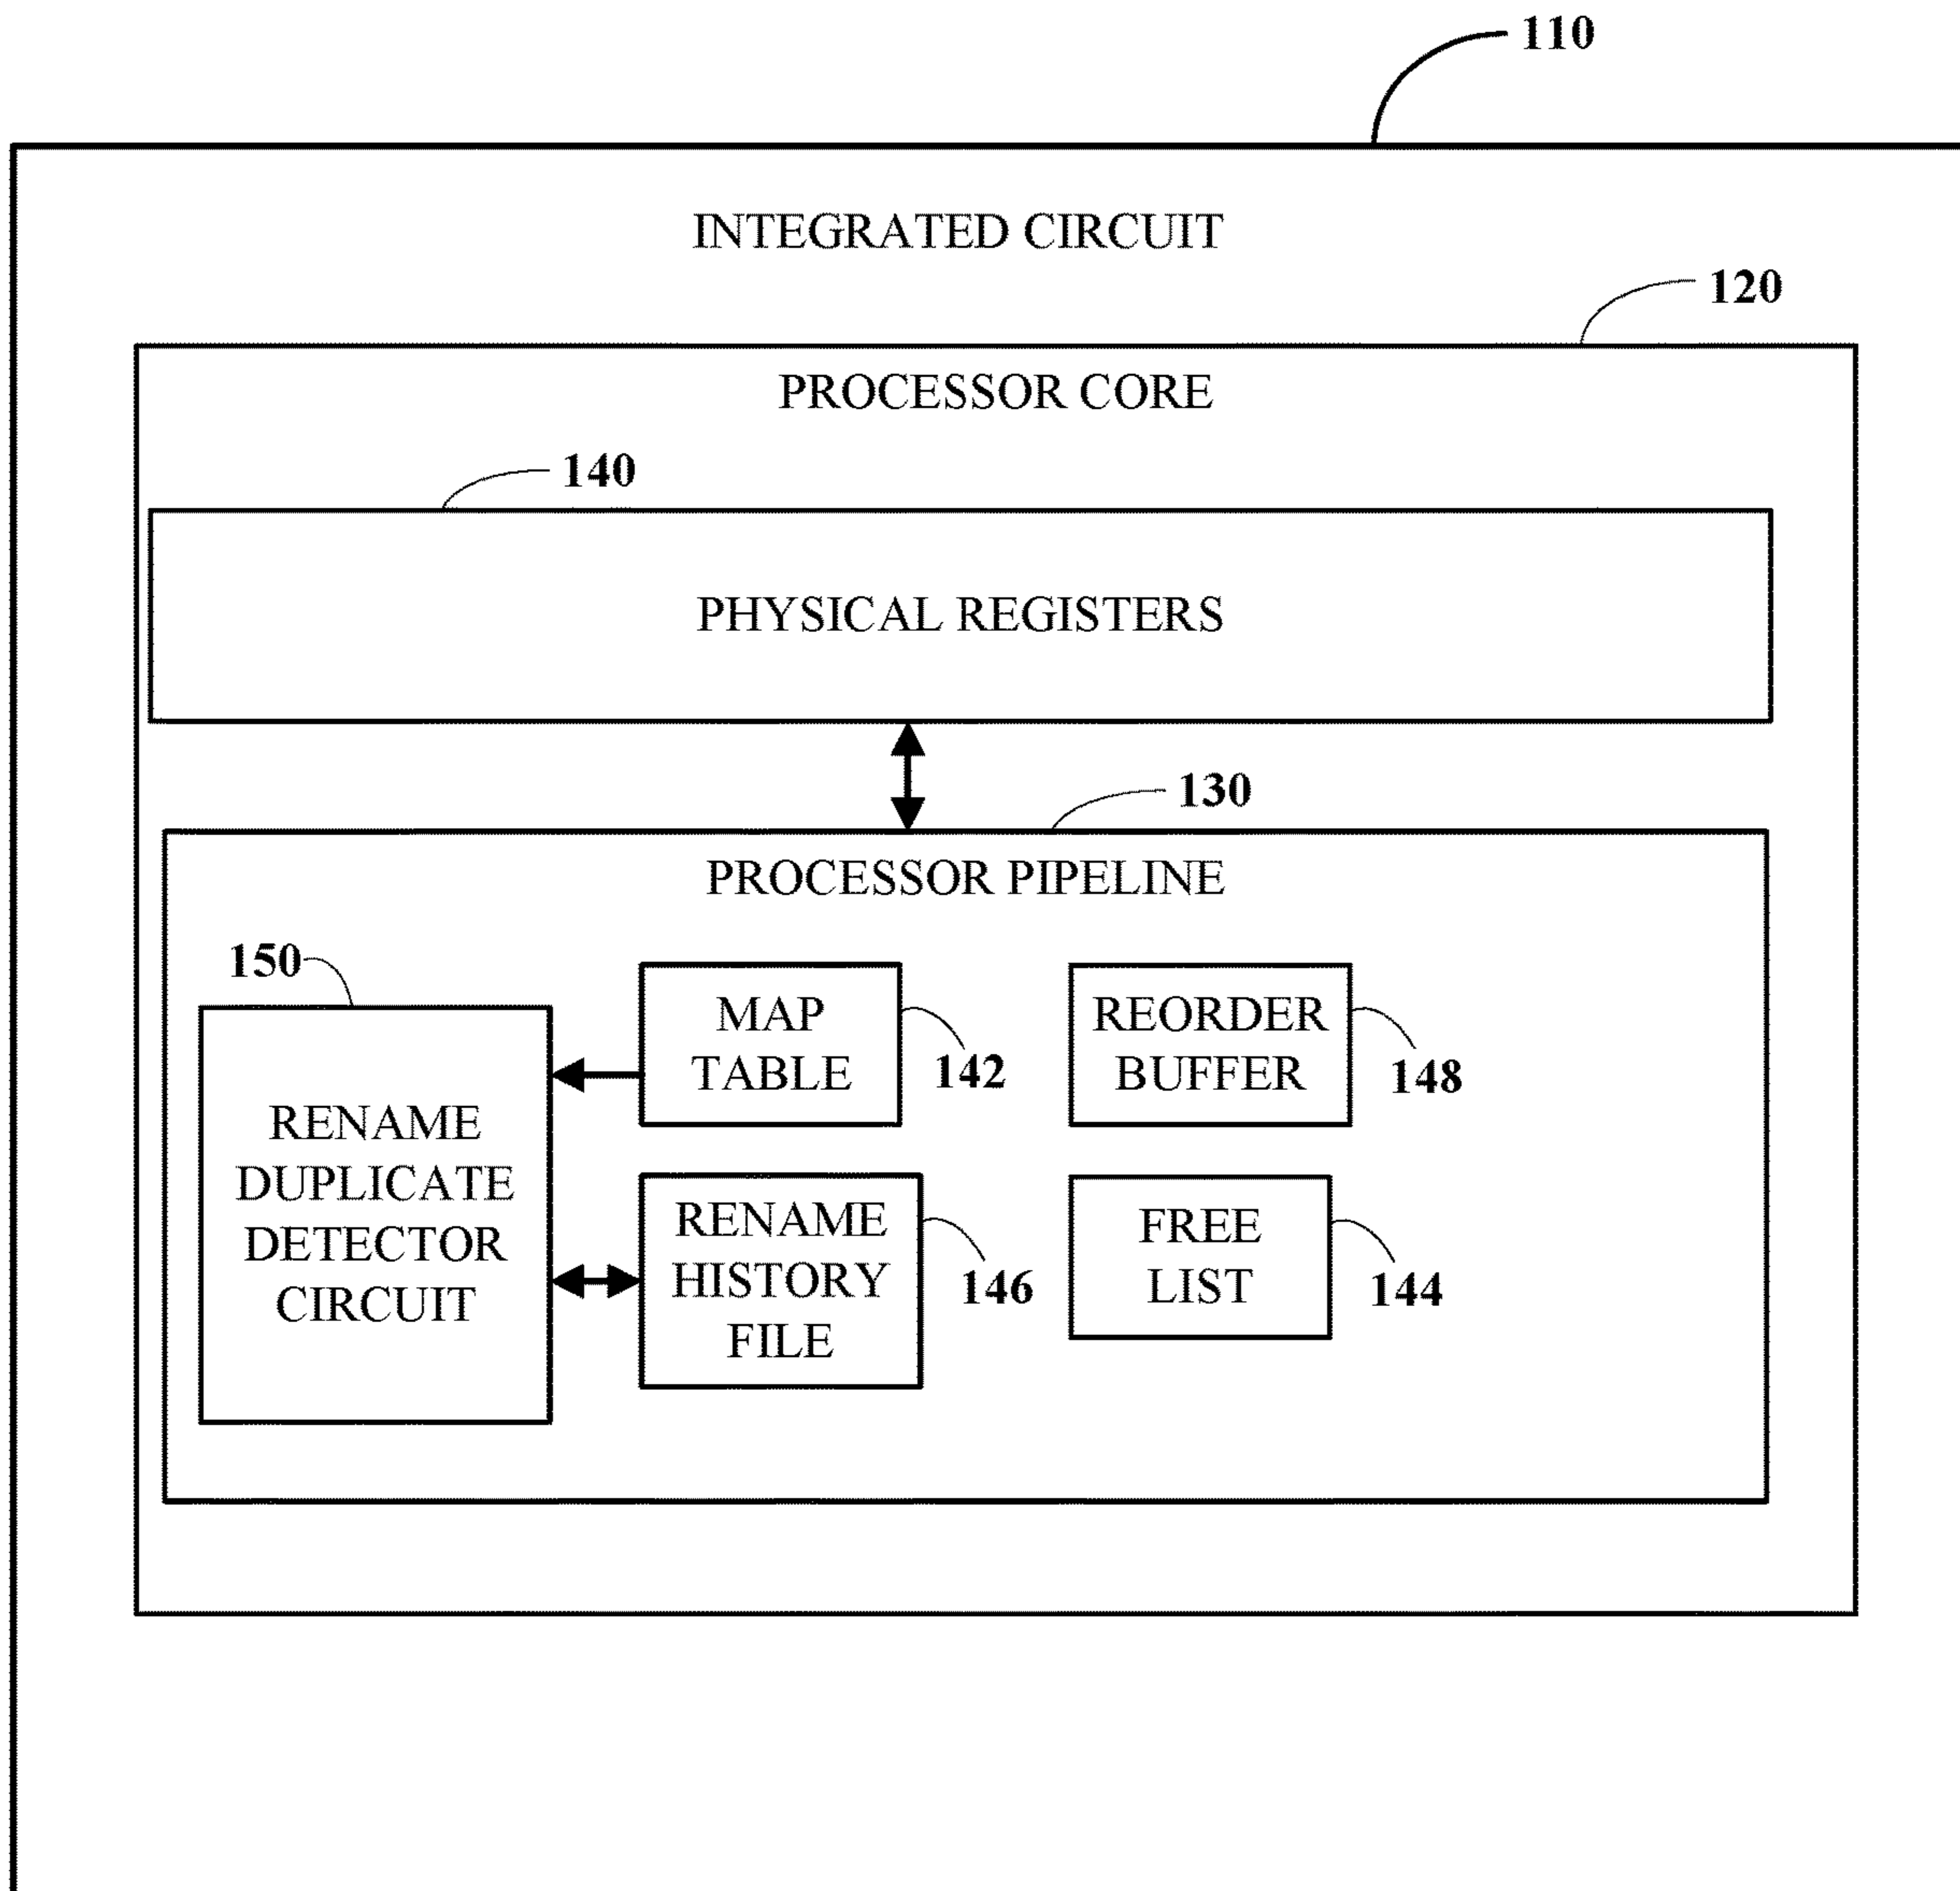 110
INTEGRATED CIRCUIT
120
PROCESSOR CORE
140
PHYSICAL REGISTERS
130
PROCESSOR PIPELINE
150
RENAME
DUPLICATE
DETECTOR
CIRCUIT
MAP
TABLE
142
REORDER
BUFFER
148
RENAME
HISTORY
FILE
146
FREE
LIST
144